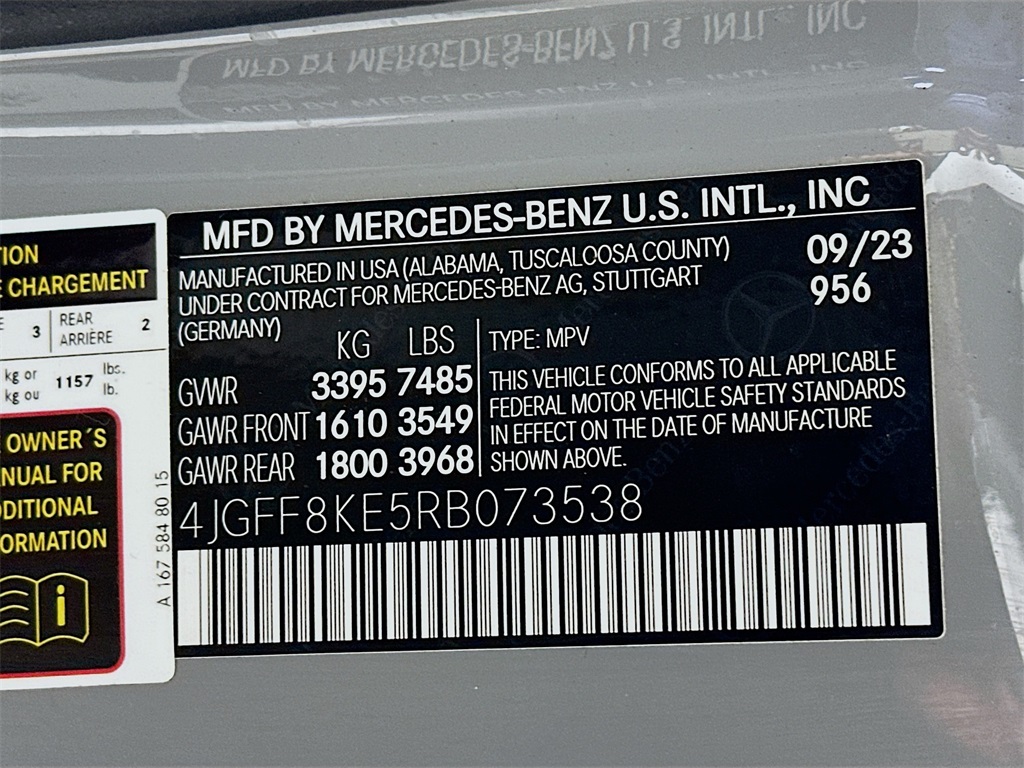 MFD BY MERCEDES-BENZ U.S. INTL., INC
MANUFACTURED IN USA (ALABAMA, TUSCALOOSA COUNTY)
UNDER CONTRACT FOR MERCEDES-BENZ AG, STUTTGART
(GERMANY)
09/23
956
KG LBS
GVWR 3395 7485
GAWR FRONT 1610 3549
GAWR REAR 1800 3968
TYPE: MPV
THIS VEHICLE CONFORMS TO ALL APPLICABLE
FEDERAL MOTOR VEHICLE SAFETY STANDARDS
IN EFFECT ON THE DATE OF MANUFACTURE
SHOWN ABOVE.
4JGFF8KE5RB073538
CHARGEMENT
3 REAR 2
ARRIÈRE
kg or 1157 lbs.
kg ou lb.
OWNER´S
FOR
A 167 584 80 15